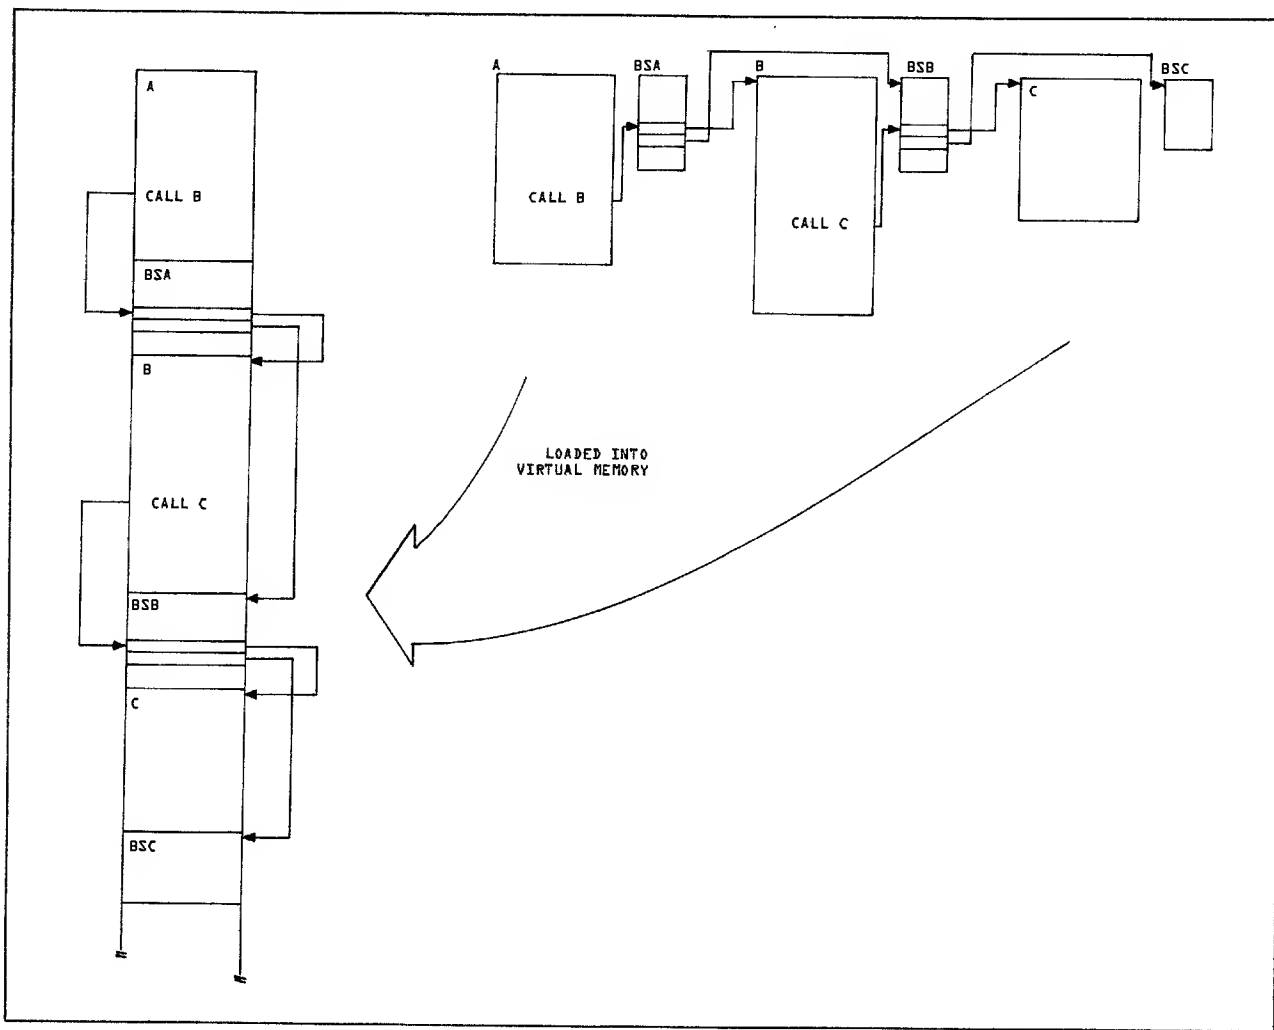 A
CALL B
BSA
B
CALL C
BSB
C
BSC
A
BSA
B
BSB
C
BSC
CALL B
CALL C
LOADED INTO
VIRTUAL MEMORY